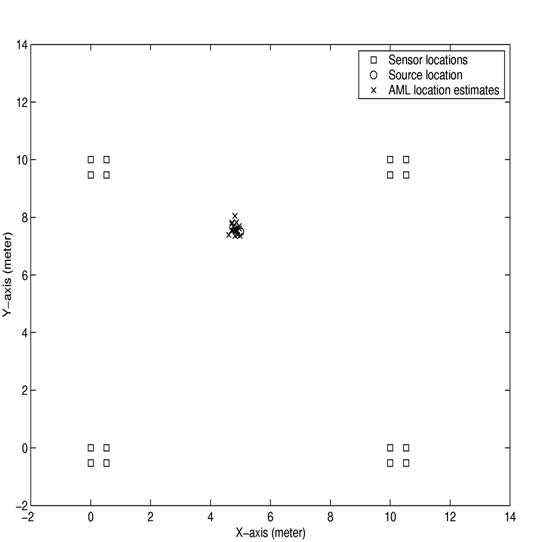 14
12
10
8
6
4
2
0
−2
Y−axis (meter)
Sensor locations
Source location
AML location estimates
−2 0 2 4 6 8 10 12 14
X−axis (meter)